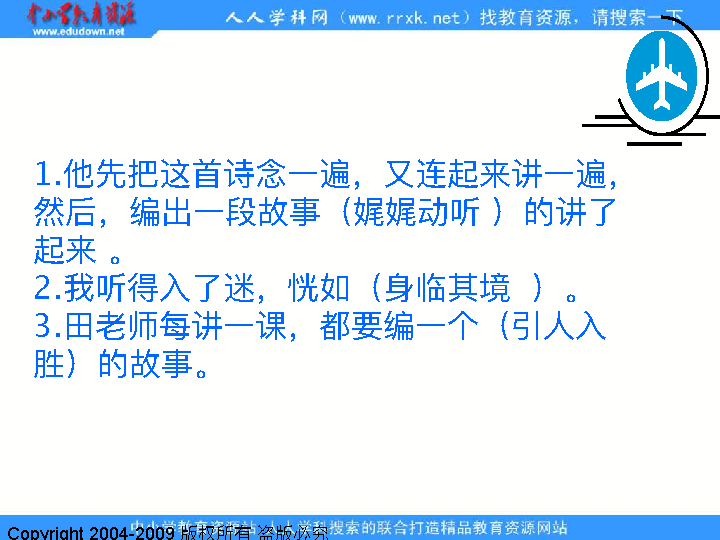 中小学教育资源
www.edudown.net
人人学科网（www.rrxk.net）找教育资源，请搜索一下
1.他先把这首诗念一遍，又连起来讲一遍，
然后，编出一段故事（娓娓动听 ）的讲了
起来 。
2.我听得入了迷，恍如（身临其境 ）。
3.田老师每讲一课，都要编一个（引人入
胜）的故事。
中小学教育资源站 人人学科搜索的联合打造精品教育资源网站
Copyright 2004-2009 版权所有 盗版必究